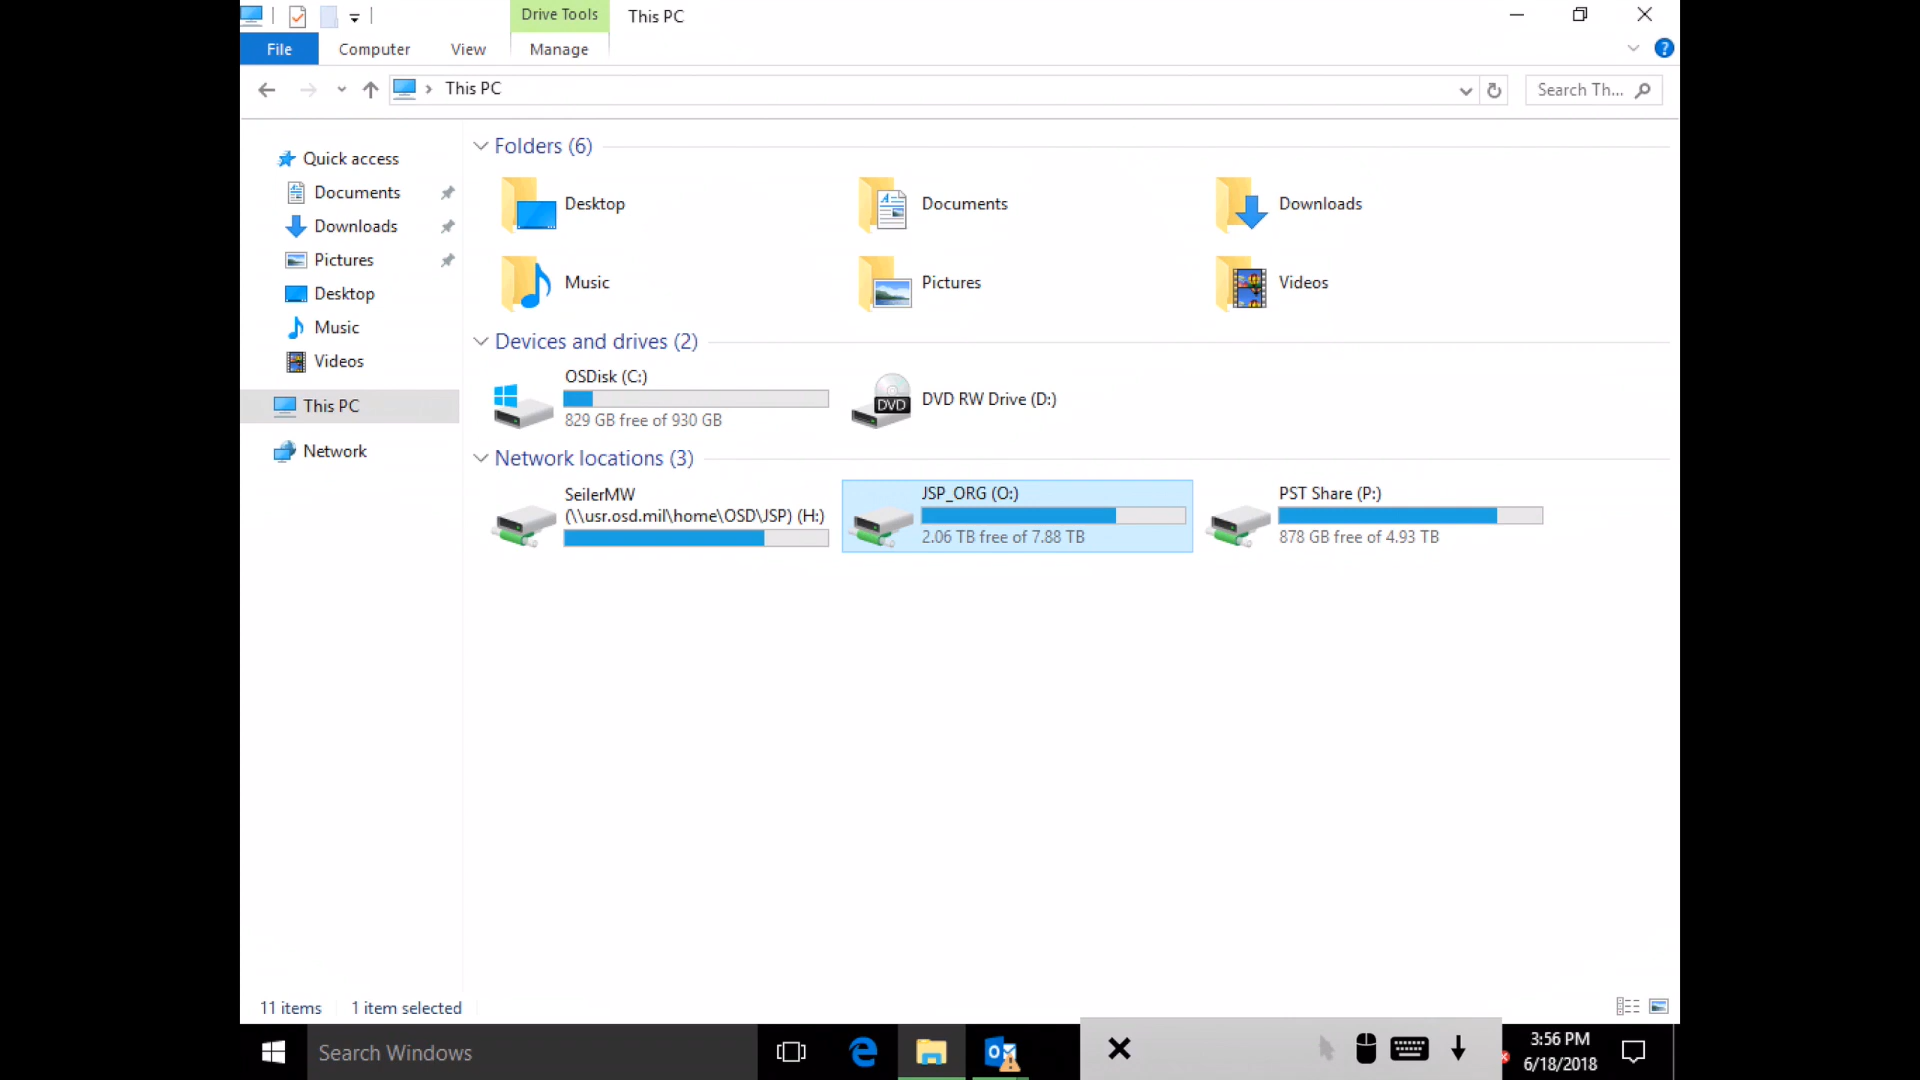 Drive Tools
This PC
File
Computer
View
Manage
?
This PC
Search Th...
Quick access
Documents
Downloads
Pictures
Desktop
Music
Videos
This PC
Network
Folders (6)
Desktop
Documents
Downloads
Music
Pictures
Videos
Devices and drives (2)
OSDisk (C:)
829 GB free of 930 GB
DVD
DVD RW Drive (D:)
Network locations (3)
SeilerMW
(\\usr.osd.mil\home\OSD\JSP) (H:)
JSP_ORG (O:)
2.06 TB free of 7.88 TB
PST Share (P:)
878 GB free of 4.93 TB
11 items
1 item selected
Search Windows
3:56 PM
6/18/2018